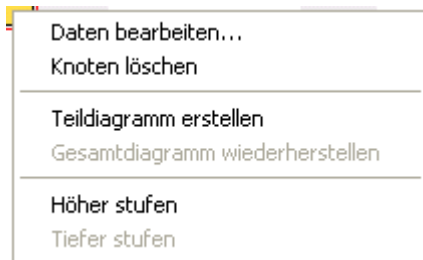 Daten bearbeiten...
Knoten löschen
Teildiagramm erstellen
Gesamtdiagramm wiederherstellen
Höher stufen
Tiefer stufen